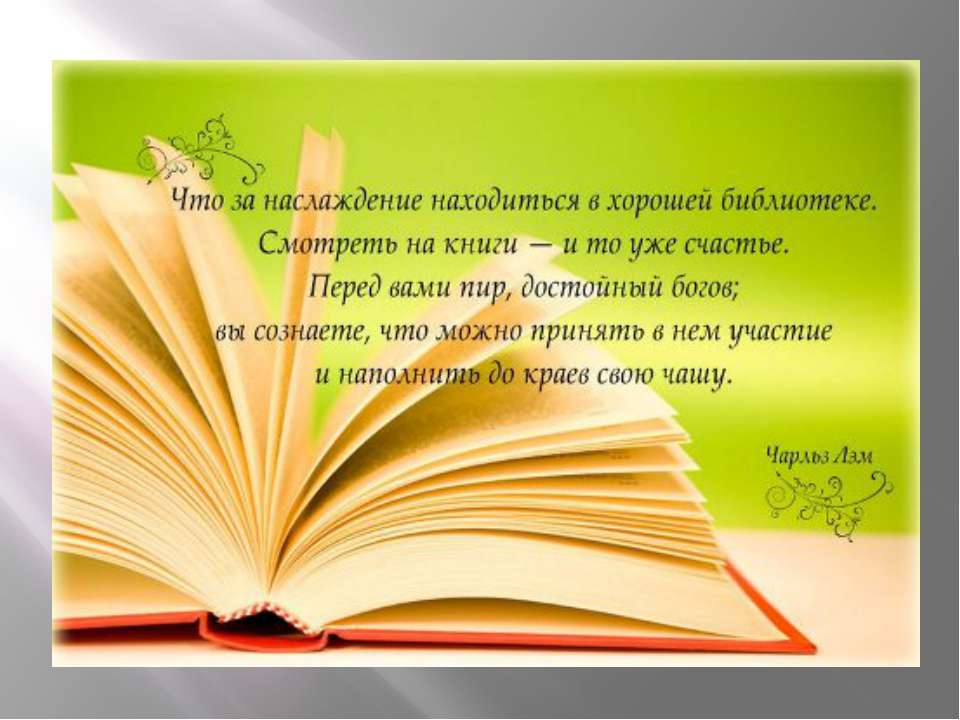 Что за наслаждение находиться в хорошей библиотеке.
Смотреть на книги — и то уже счастье.
Перед вами пир, достойный богов;
вы сознаете, что можно принять в нем участие
и наполнить до краев свою чашу.
Чарльз Лэм